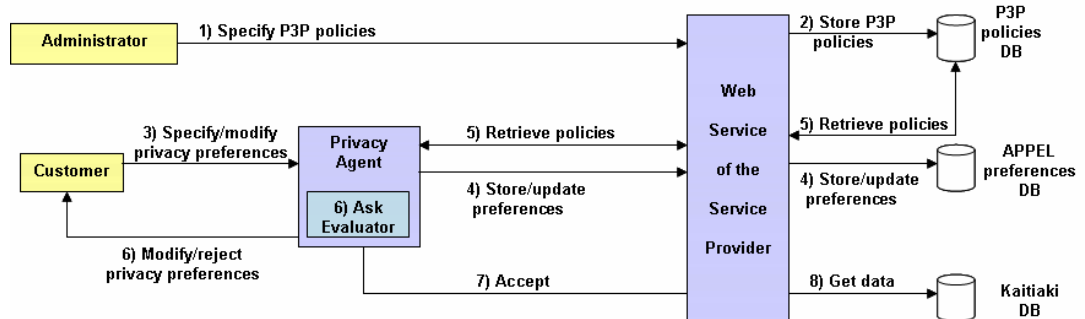 Administrator
1) Specify P3P policies
2) Store P3P
policies
P3P
policies
DB
Web
Service
of the
Service
Provider
5) Retrieve policies
3) Specify/modify
privacy preferences
Customer
Privacy
Agent
6) Ask
Evaluator
5) Retrieve policies
4) Store/update
preferences
4) Store/update
preferences
APPEL
preferences
DB
6) Modify/reject
privacy preferences
7) Accept
8) Get data
Kaitiaki
DB